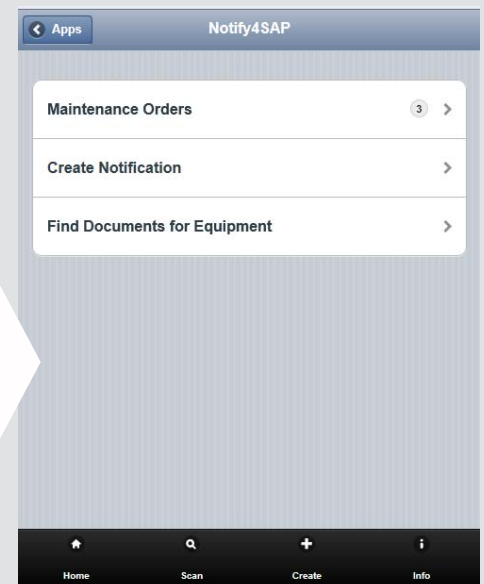 Apps
Notify4SAP
Maintenance Orders 3
Create Notification
Find Documents for Equipment
Home Scan Create Info